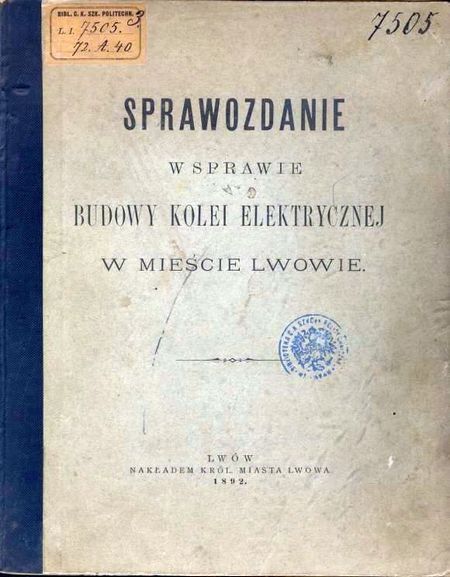 BIBL. C. K. SZK. POLITECHN.
L. I. 7505. 3.
72. A. 40
7505
SPRAWOZDANIE
W SPRAWIE
BUDOWY KOLEI ELEKTRYCZNEJ
W MIEŚCIE LWOWIE.
LWÓW
NAKŁADEM KRÓL. MIASTA LWOWA
1892.